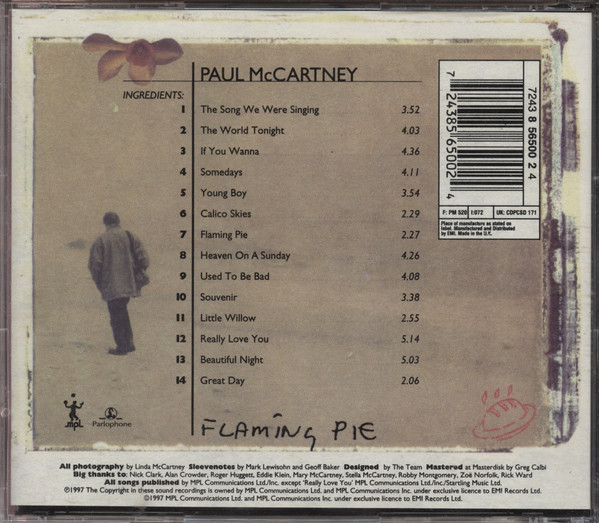 PAUL McCARTNEY
INGREDIENTS:
1 The Song We Were Singing 3.52
2 The World Tonight 4.03
3 If You Wanna 4.36
4 Somedays 4.11
5 Young Boy 3.54
6 Calico Skies 2.29
7 Flaming Pie 2.27
8 Heaven On A Sunday 4.26
9 Used To Be Bad 4.08
10 Souvenir 3.38
11 Little Willow 2.55
12 Really Love You 5.14
13 Beautiful Night 5.03
14 Great Day 2.06
7 24385 65002 4
7243 8 56500 2 4
F: PM 520 I:072 UK: CDPCSD 171
Place of manufacture as stated on
label. Manufactured and Distributed
by EMI. Made in the U.K.
MPL
Parlophone
FLAMING PIE
All photography by Linda McCartney Sleevenotes by Mark Lewisohn and Geoff Baker Designed by The Team Mastered at Masterdisk by Greg Calbi
Big thanks to: Nick Clark, Alan Crowder, Roger Huggett, Eddie Klein, Mary McCartney, Stella McCartney, Robby Montgomery, Zoë Norfolk, Rick Ward
All songs published by MPL Communications Ltd./Inc. except 'Really Love You' MPL Communications Ltd./Inc/Startling Music Ltd.
℗1997 The Copyright in these sound recordings is owned by MPL Communications Ltd. and MPL Communications Inc. under exclusive licence to EMI Records Ltd.
©1997 MPL Communications Ltd. and MPL Communications Inc. under exclusive licence to EMI Records Ltd.